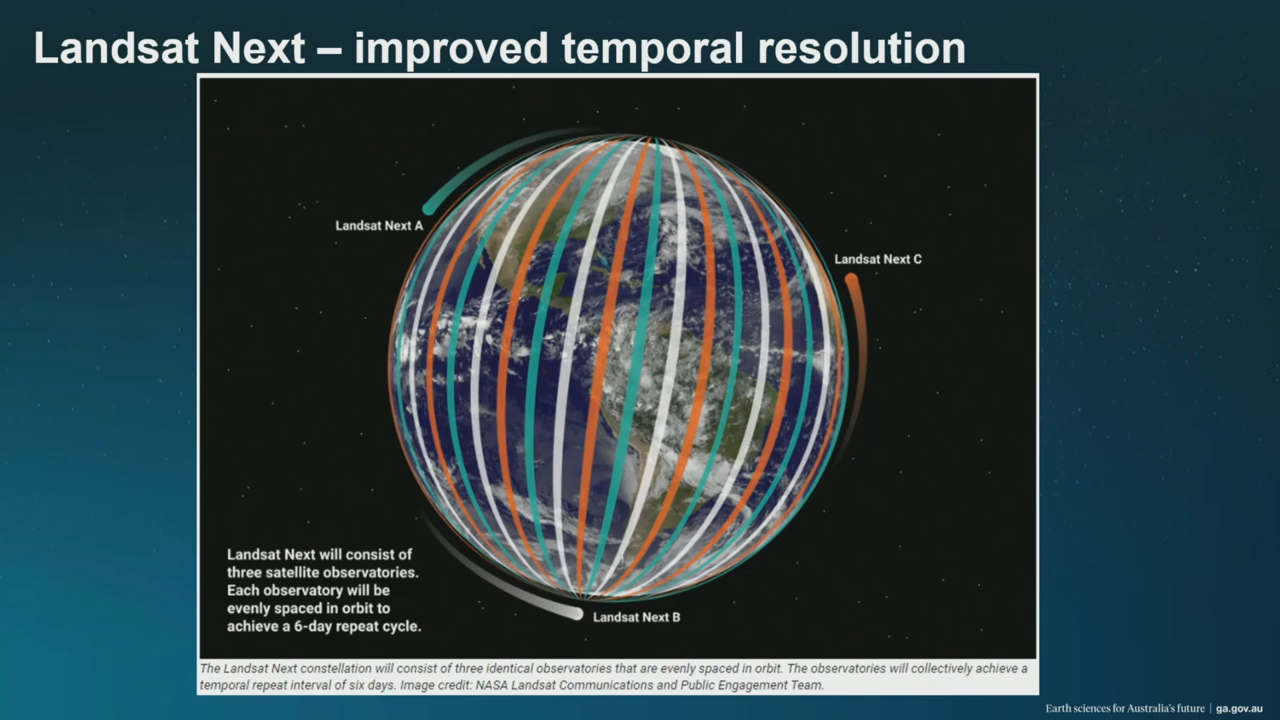 Landsat Next – improved temporal resolution
Landsat Next A
Landsat Next C
Landsat Next will consist of
three satellite observatories.
Each observatory will be
evenly spaced in orbit to
achieve a 6-day repeat cycle.
Landsat Next B
The Landsat Next constellation will consist of three identical observatories that are evenly spaced in orbit. The observatories will collectively achieve a
temporal repeat interval of six days. Image credit: NASA Landsat Communications and Public Engagement Team.
Earth sciences for Australia's future | ga.gov.au